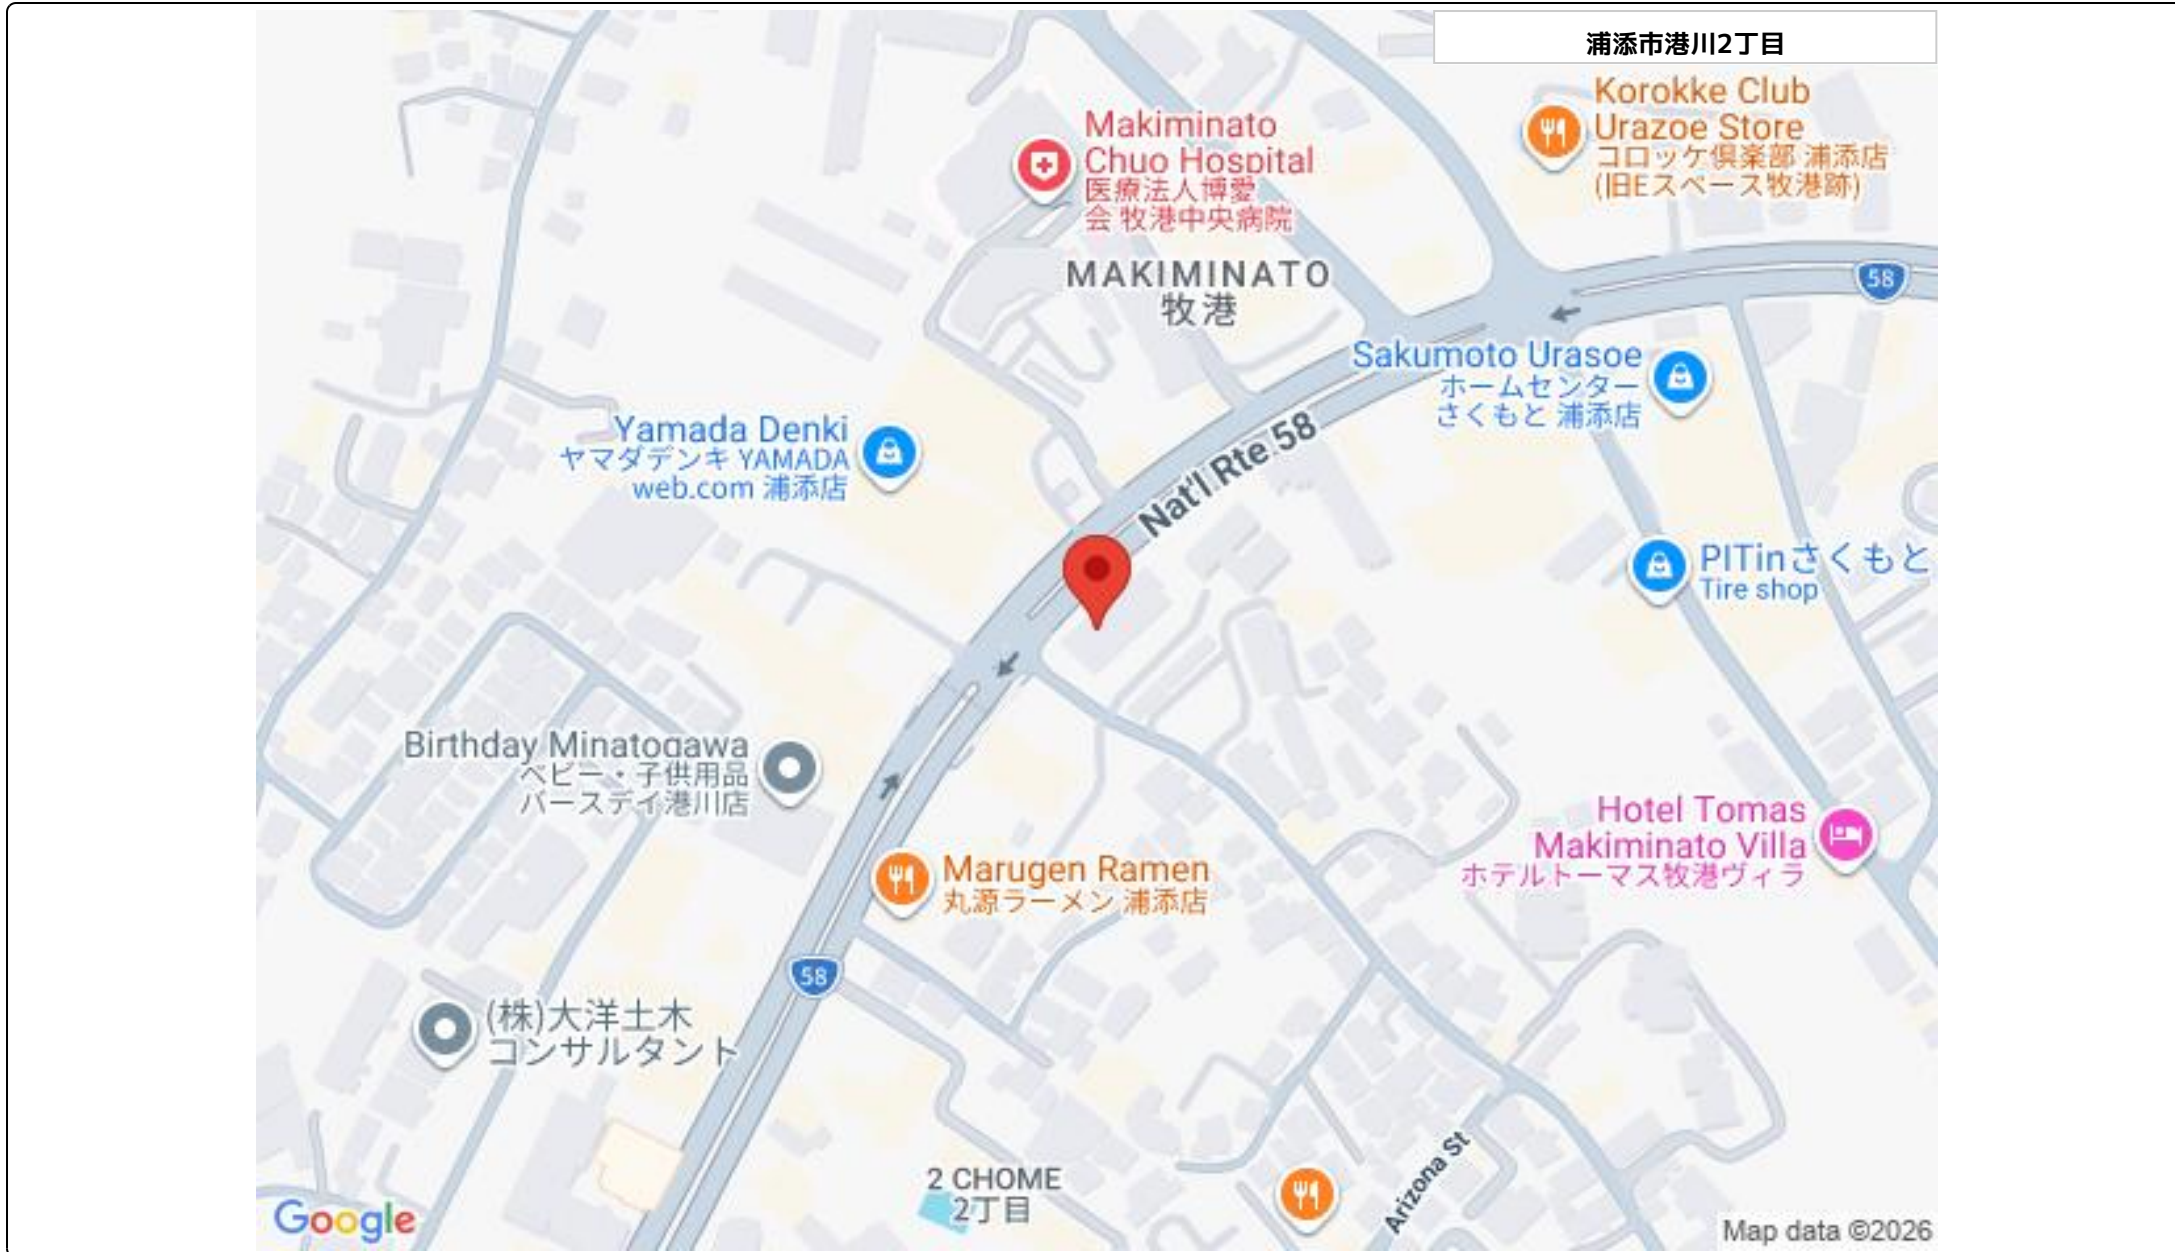 浦添市港川2丁目
Korokke Club
Urazoe Store
コロッケ倶楽部 浦添店
(旧Eスペース牧港跡)
Makiminato
Chuo Hospital
医療法人博愛
会 牧港中央病院
MAKIMINATO
牧港
58
Sakumoto Urasoe
ホームセンター
さくもと 浦添店
Yamada Denki
ヤマダデンキ YAMADA
web.com 浦添店
Nat'l Rte 58
PITinさくもと
Tire shop
Birthday Minatogawa
ベビー・子供用品
バースデイ港川店
Hotel Tomas
Makiminato Villa
ホテルトーマス牧港ヴィラ
Marugen Ramen
丸源ラーメン 浦添店
58
(株)大洋土木
コンサルタント
Arizona St
2 CHOME
2丁目
Google
Map data ©2026